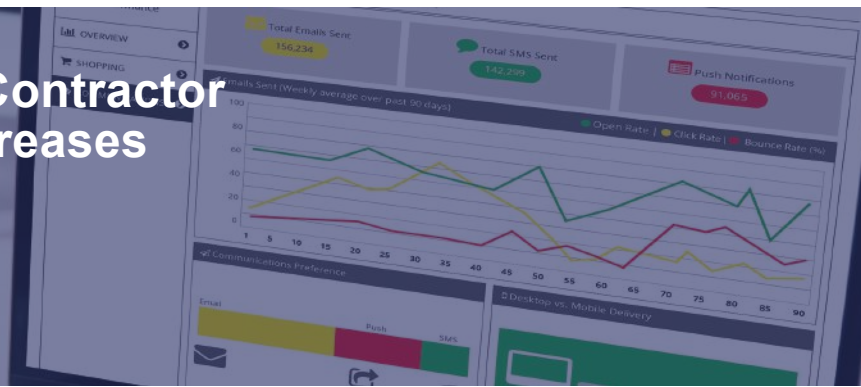 Contractor
reases
OVERVIEW
SHOPPING
Total Emails Sent
156,234
Total SMS Sent
142,299
Push Notifications
91,065
Emails Sent (Weekly average over past 90 days)
Open Rate | Click Rate | Bounce Rate (%)
100
80
60
40
20
0
1 5 10 15 20 25 30 35 40 45 50 55 60 65 70 75 80 85 90
Communications Preference
Email
Push
SMS
Desktop vs. Mobile Delivery